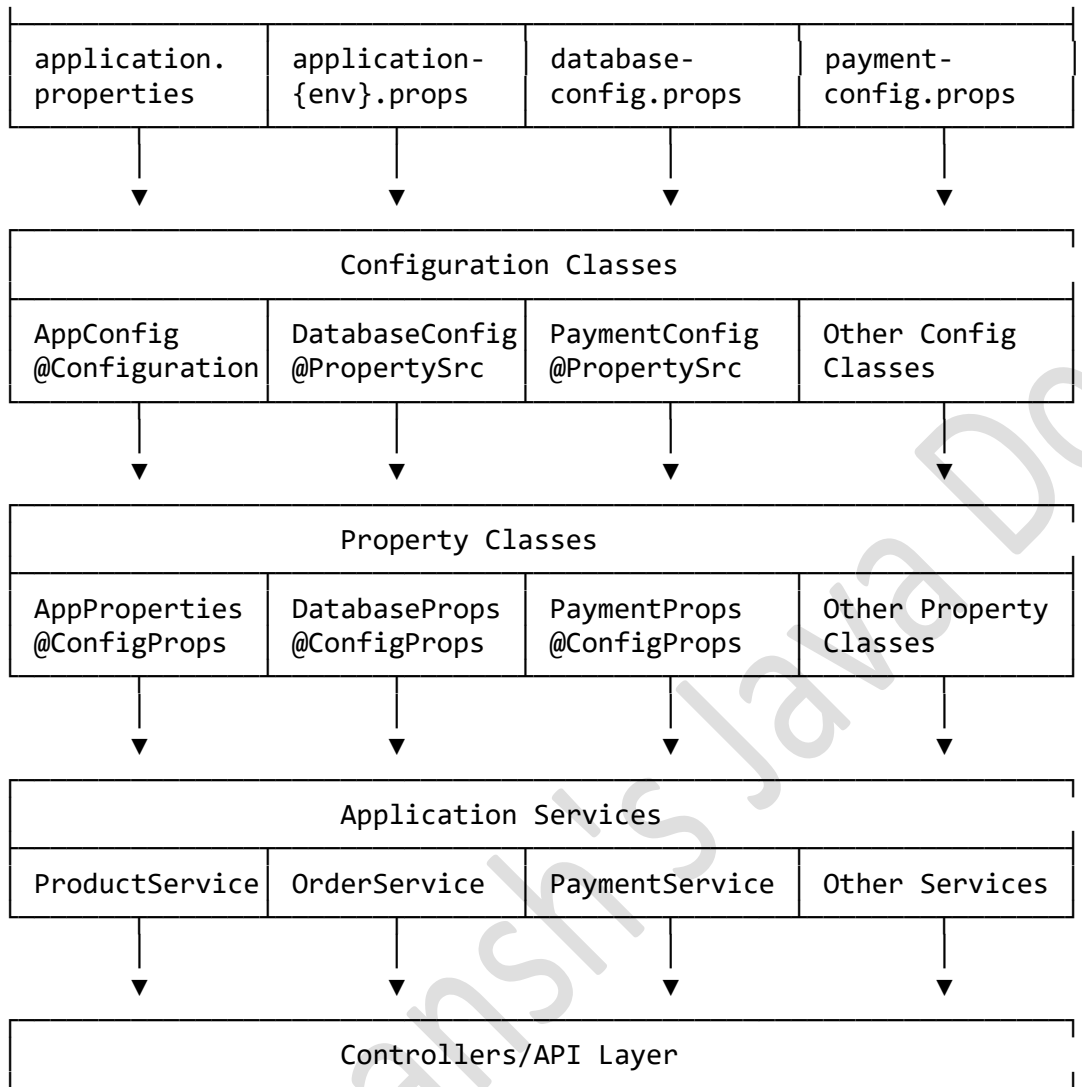 application. application- database- payment-
properties {env}.props config.props config.props
Configuration Classes
AppConfig DatabaseConfig PaymentConfig Other Config
@Configuration @PropertySrc @PropertySrc Classes
Property Classes
AppProperties DatabaseProps PaymentProps Other Property
@ConfigProps @ConfigProps @ConfigProps Classes
Application Services
ProductService OrderService PaymentService Other Services
Controllers/API Layer
Java